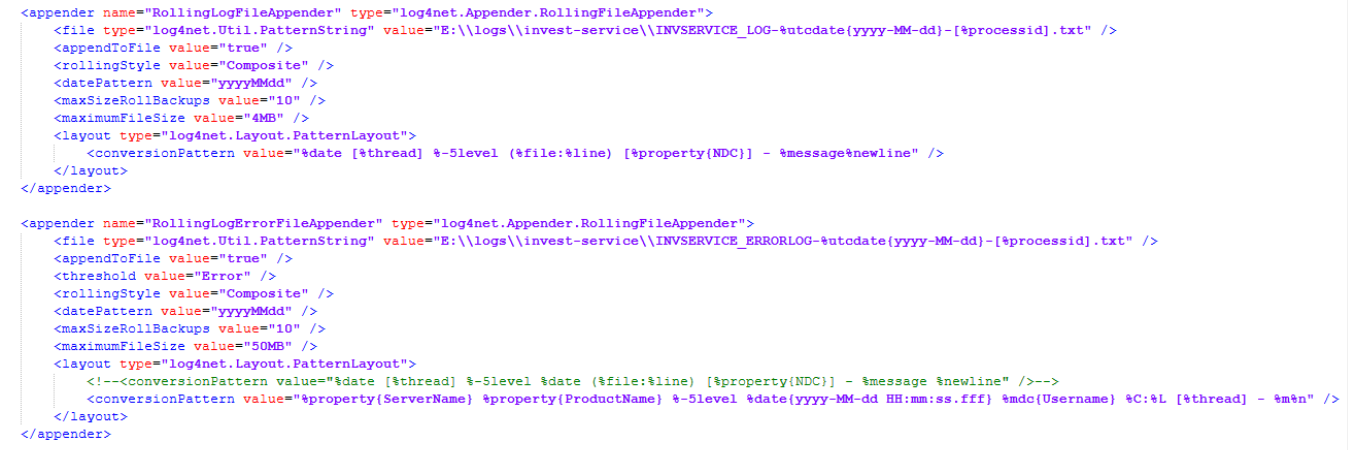 <appender name="RollingLogFileAppender" type="log4net.Appender.RollingFileAppender">
    <file type="log4net.Util.PatternString" value="E:\\logs\\invest-service\\INVSERVICE_LOG-%utcdate{yyyy-MM-dd}-[%processid].txt" />
    <appendToFile value="true" />
    <rollingStyle value="Composite" />
    <datePattern value="yyyyMMdd" />
    <maxSizeRollBackups value="10" />
    <maximumFileSize value="4MB" />
    <layout type="log4net.Layout.PatternLayout">
        <conversionPattern value="%date [%thread] %-5level (%file:%line) [%property{NDC}] - %message%newline" />
    </layout>
</appender>

<appender name="RollingLogErrorFileAppender" type="log4net.Appender.RollingFileAppender">
    <file type="log4net.Util.PatternString" value="E:\\logs\\invest-service\\INVSERVICE_ERRORLOG-%utcdate{yyyy-MM-dd}-[%processid].txt" />
    <appendToFile value="true" />
    <threshold value="Error" />
    <rollingStyle value="Composite" />
    <datePattern value="yyyyMMdd" />
    <maxSizeRollBackups value="10" />
    <maximumFileSize value="50MB" />
    <layout type="log4net.Layout.PatternLayout">
        <!--<conversionPattern value="%date [%thread] %-5level %date (%file:%line) [%property{NDC}] - %message %newline" />-->
        <conversionPattern value="%property{ServerName} %property{ProductName} %-5level %date{yyyy-MM-dd HH:mm:ss.fff} %mdc{Username} %C:%L [%thread] - %m%n" />
    </layout>
</appender>